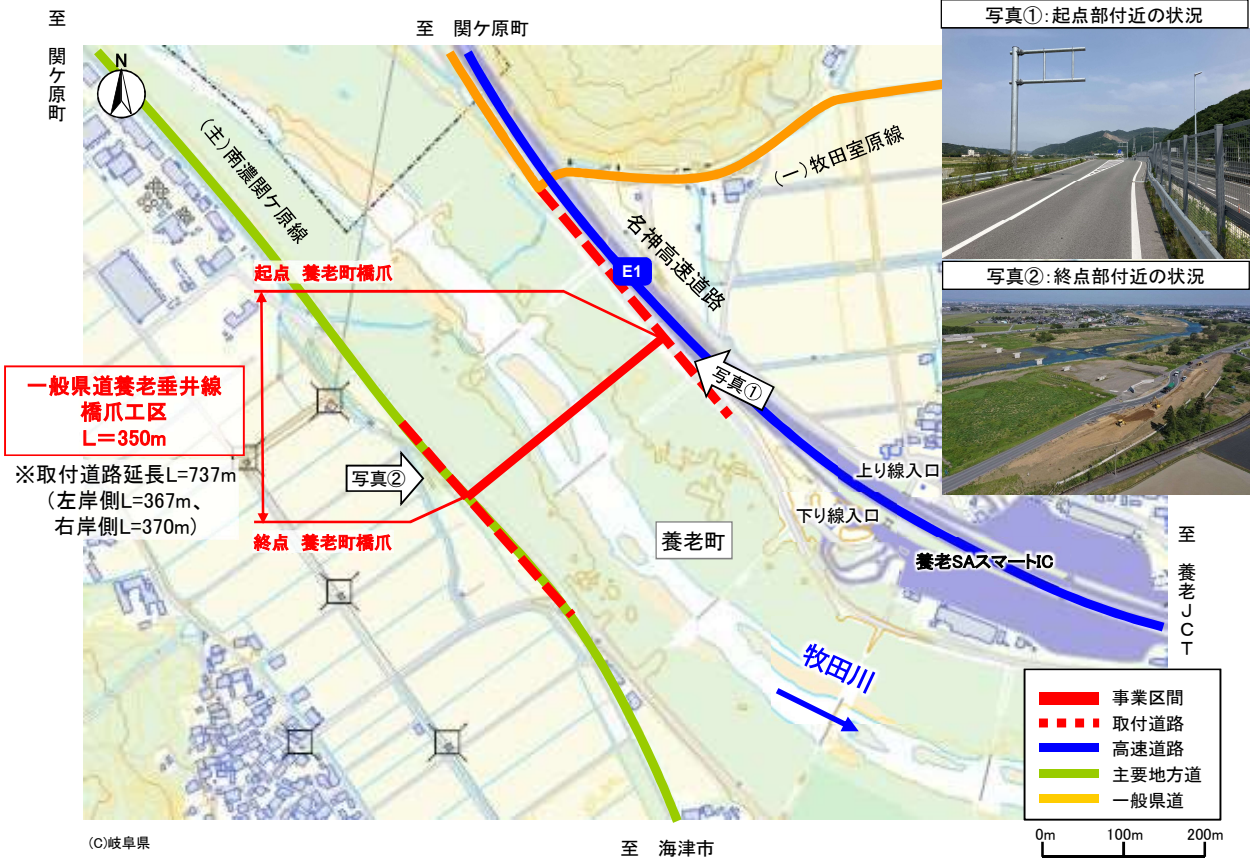 至 関ケ原町
至 関ケ原町
N
(主)南濃関ケ原線
(一)牧田室原線
名神高速道路
E1
起点 養老町橋爪
一般県道養老垂井線
橋爪工区
L=350m
※取付道路延長L=737m
(左岸側L=367m、
右岸側L=370m)
終点 養老町橋爪
写真①
写真②
養老町
上り線入口
下り線入口
養老SAスマートIC
至 養老JCT
牧田川
写真①:起点部付近の状況
写真②:終点部付近の状況
事業区間
取付道路
高速道路
主要地方道
一般県道
0m 100m 200m
至 海津市
(C)岐阜県